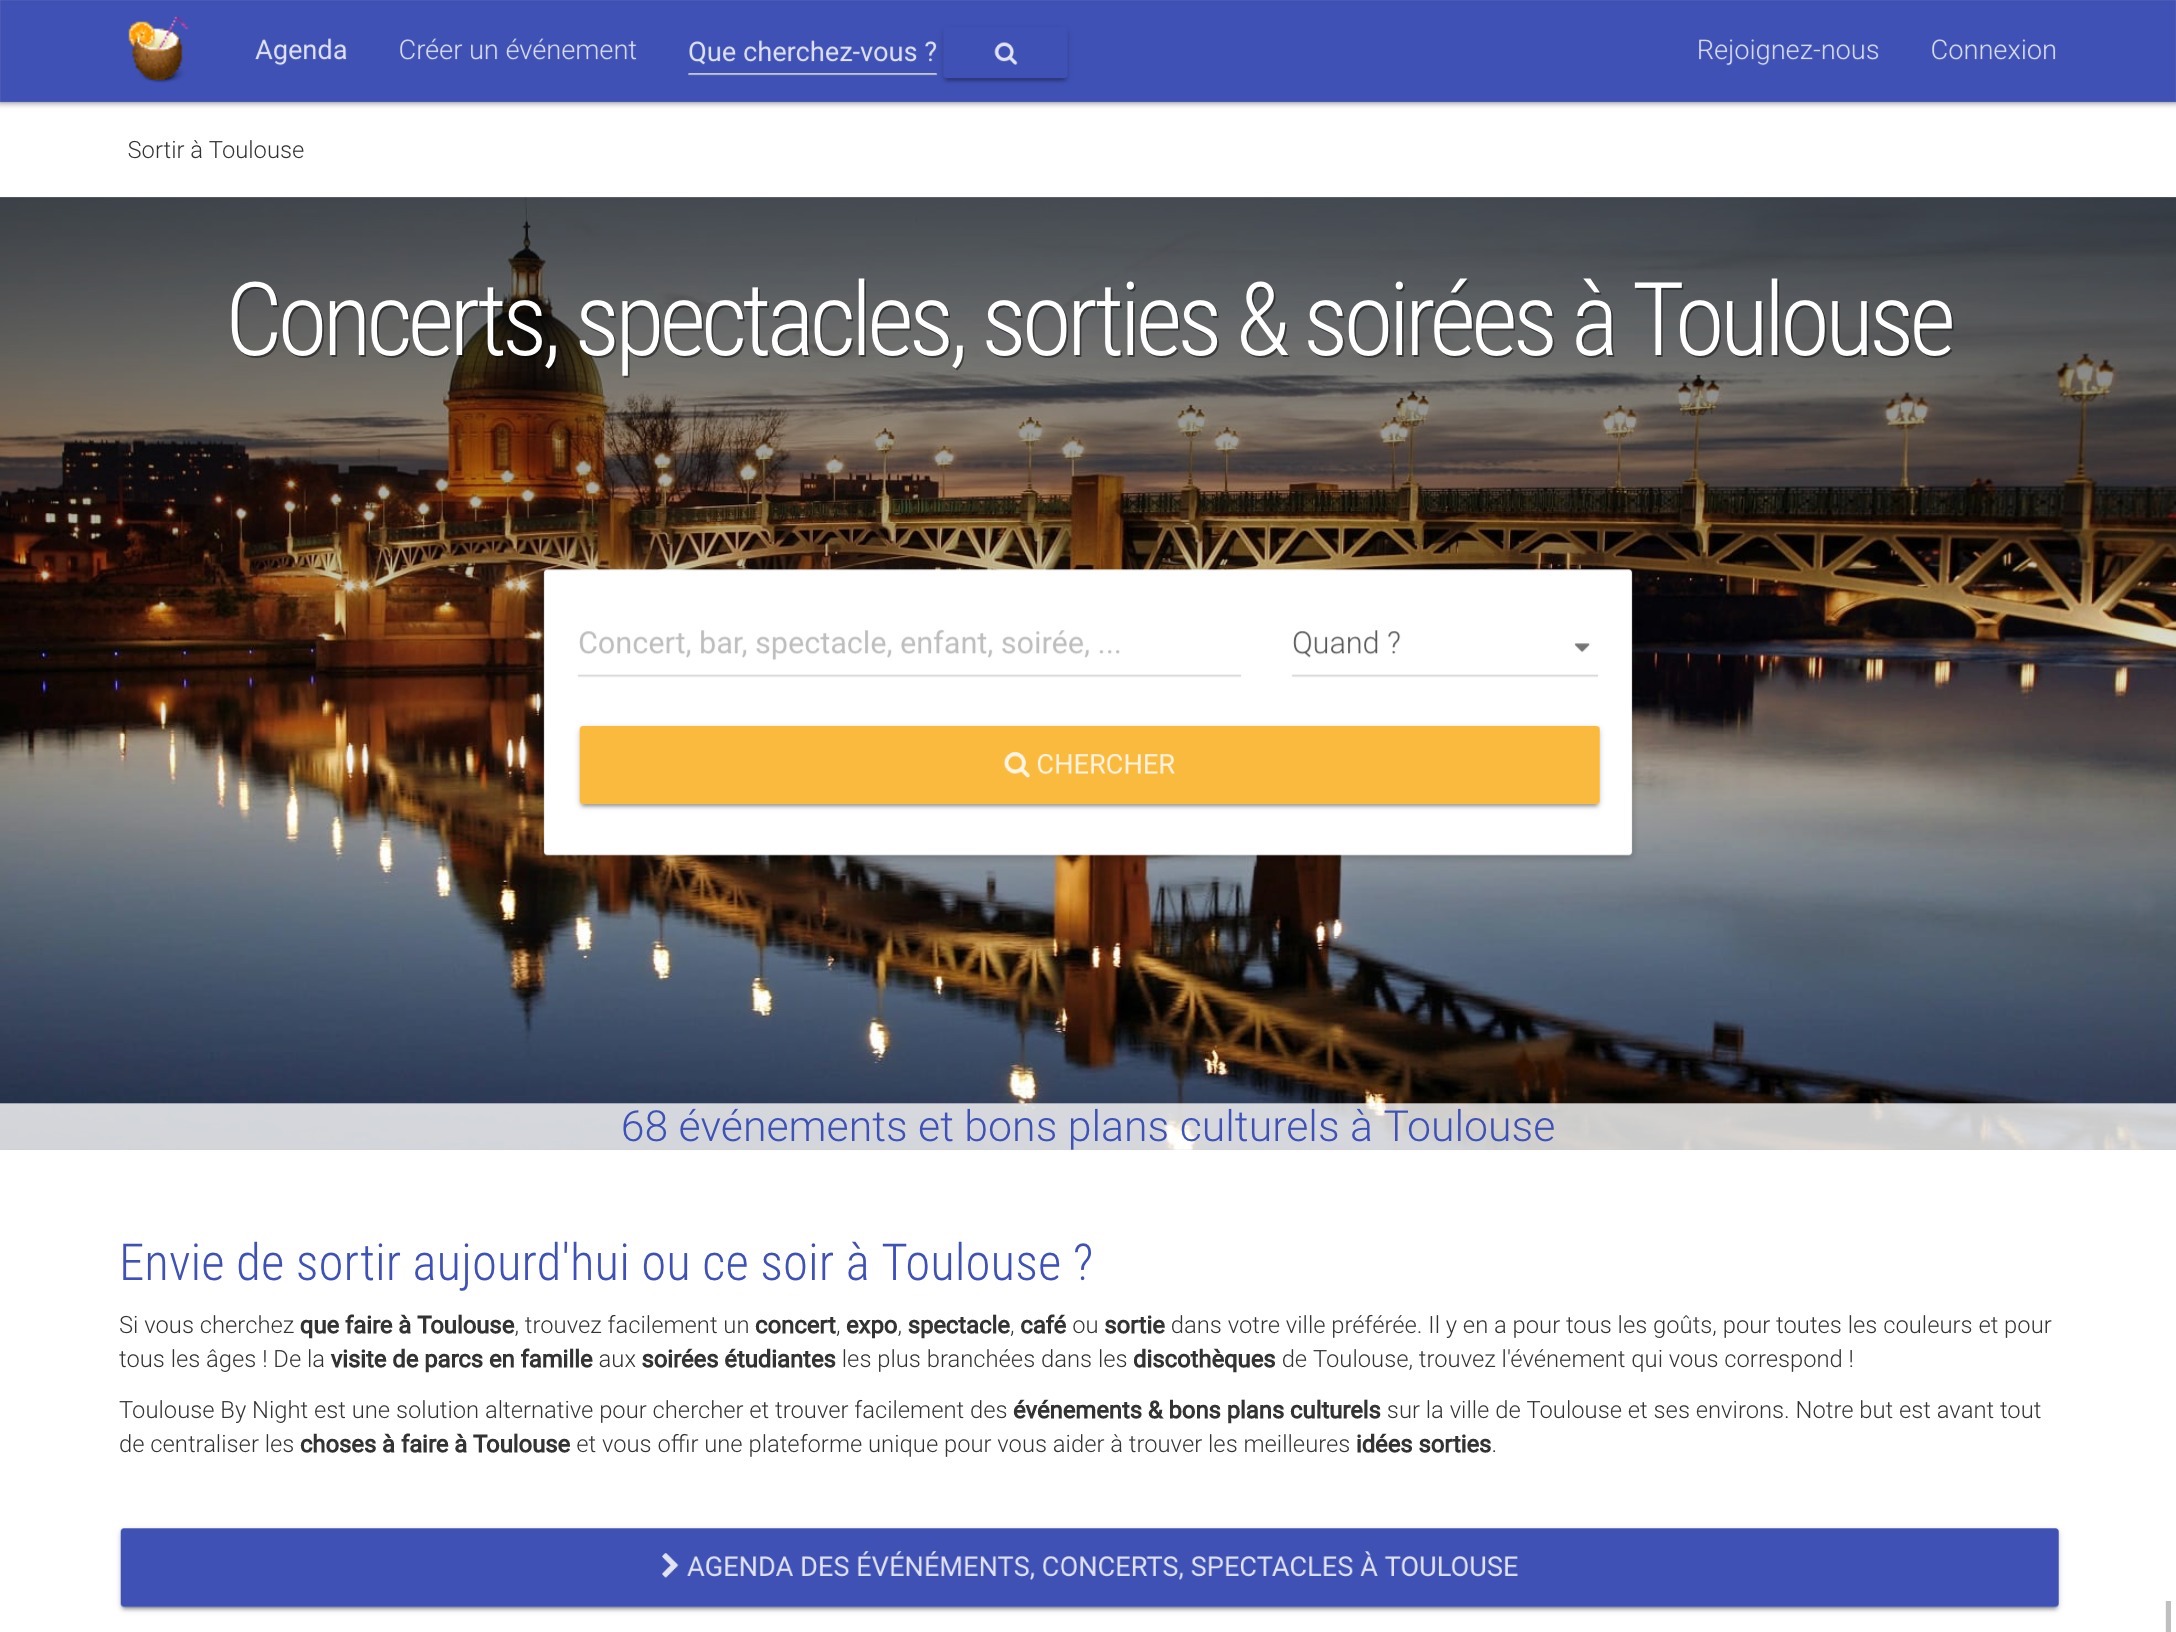 Agenda
Créer un événement
Que cherchez-vous ?
Rejoignez-nous
Connexion
Sortir à Toulouse
Concerts, spectacles, sorties & soirées à Toulouse
Concert, bar, spectacle, enfant, soirée, ...
Quand ?
CHERCHER
68 événements et bons plans culturels à Toulouse
Envie de sortir aujourd'hui ou ce soir à Toulouse ?
Si vous cherchez que faire à Toulouse, trouvez facilement un concert, expo, spectacle, café ou sortie dans votre ville préférée. Il y en a pour tous les goûts, pour toutes les couleurs et pour
tous les âges ! De la visite de parcs en famille aux soirées étudiantes les plus branchées dans les discothèques de Toulouse, trouvez l'événement qui vous correspond !
Toulouse By Night est une solution alternative pour chercher et trouver facilement des événements & bons plans culturels sur la ville de Toulouse et ses environs. Notre but est avant tout
de centraliser les choses à faire à Toulouse et vous offir une plateforme unique pour vous aider à trouver les meilleures idées sorties.
AGENDA DES ÉVÉNÉMENTS, CONCERTS, SPECTACLES À TOULOUSE